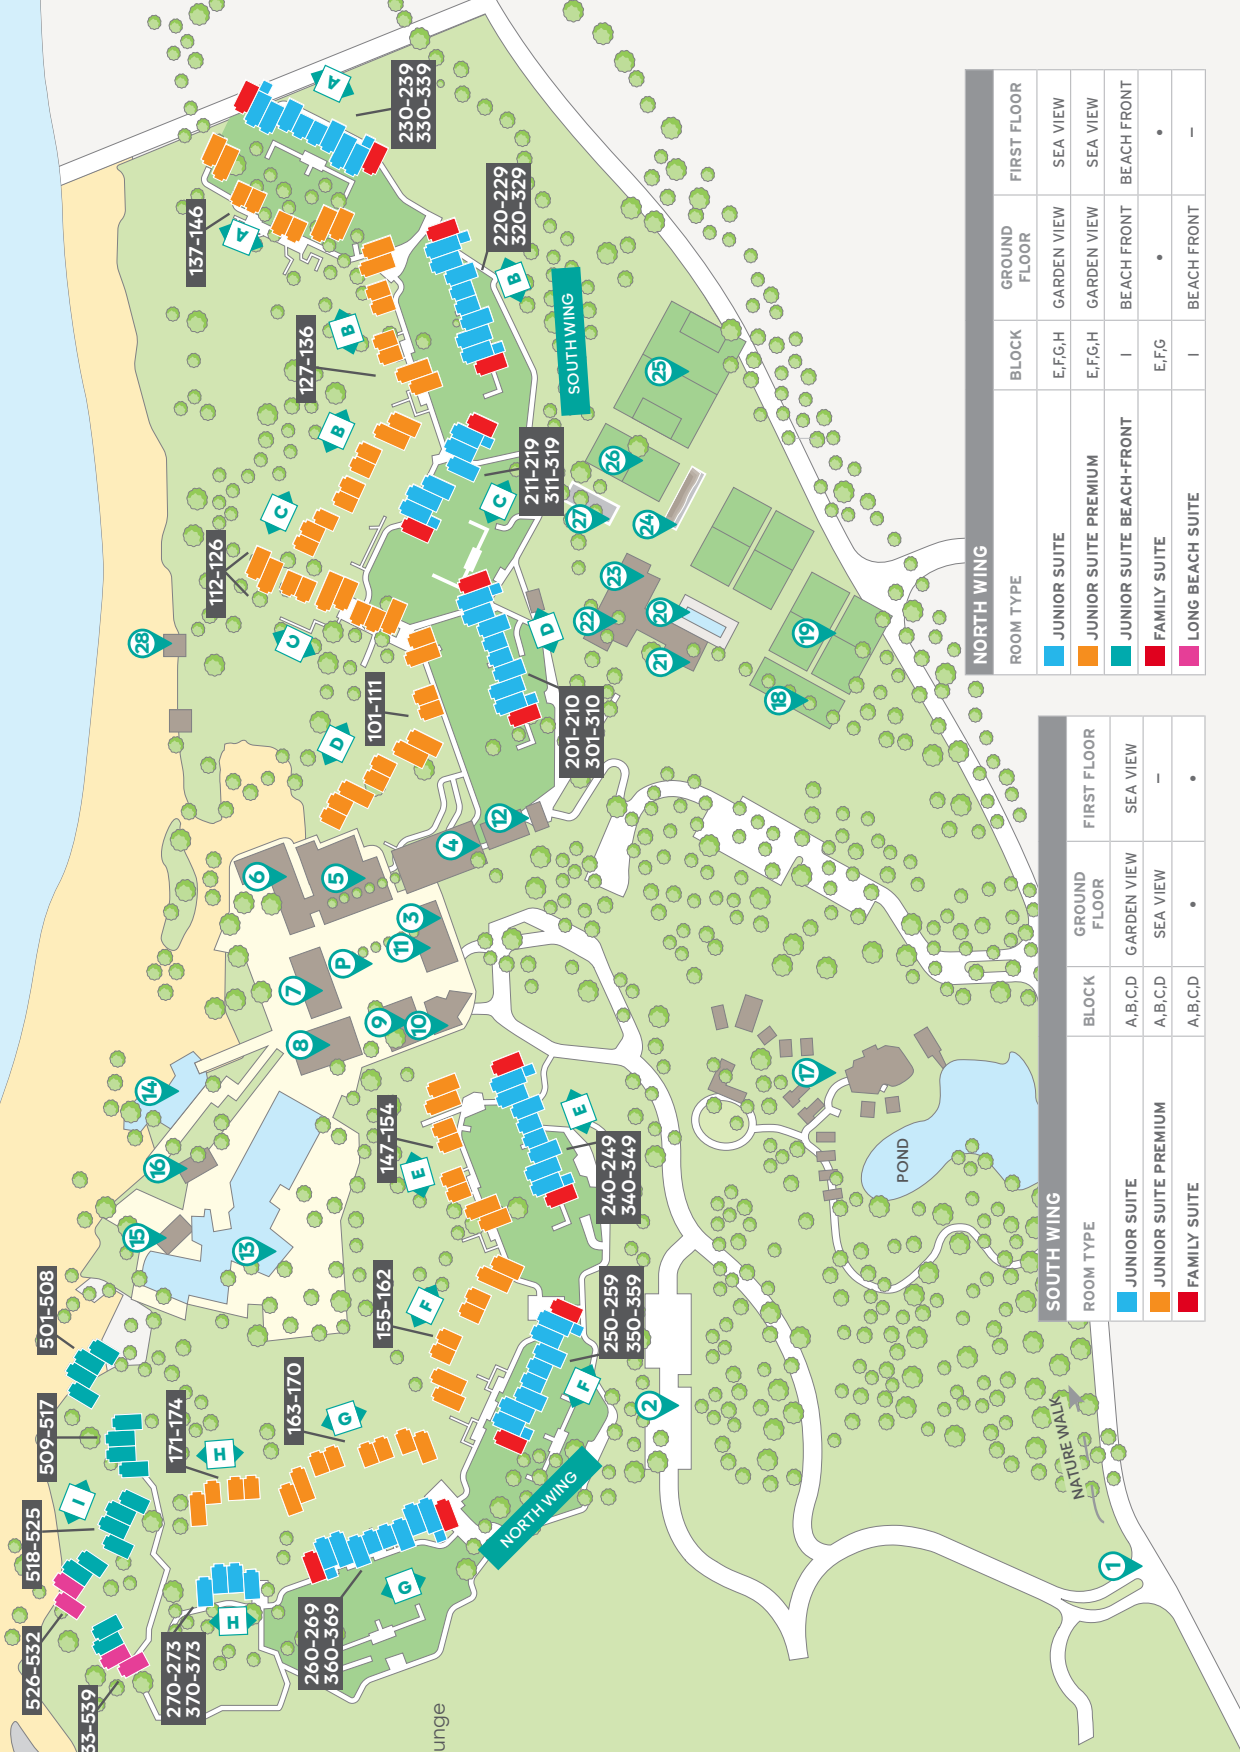 137–146
A
A
230–239
330–339
220–229
320–329
B
127–136
B
B
SOUTH WING
C
112–126
C
211–219
311–319
C
D
101–111
D
201–210
301–310
28
25
26
27
24
23
22
20
21
19
18
12
4
5
6
3
11
P
7
9
10
8
14
16
15
13
17
POND
147–154
E
E
240–249
340–349
155–162
F
250–259
350–359
F
2
501–508
509–517
I
518–525
526–532
33–539
171–174
H
163–170
G
270–273
370–373
H
260–269
360–369
G
NORTH WING
NATURE WALK
1
unge
NORTH WING
ROOM TYPE BLOCK GROUND FLOOR FIRST FLOOR
JUNIOR SUITE E,F,G,H GARDEN VIEW SEA VIEW
JUNIOR SUITE PREMIUM E,F,G,H GARDEN VIEW SEA VIEW
JUNIOR SUITE BEACH-FRONT I BEACH FRONT BEACH FRONT
FAMILY SUITE E,F,G • •
LONG BEACH SUITE I BEACH FRONT –
SOUTH WING
ROOM TYPE BLOCK GROUND FLOOR FIRST FLOOR
JUNIOR SUITE A,B,C,D GARDEN VIEW SEA VIEW
JUNIOR SUITE PREMIUM A,B,C,D SEA VIEW –
FAMILY SUITE A,B,C,D • •